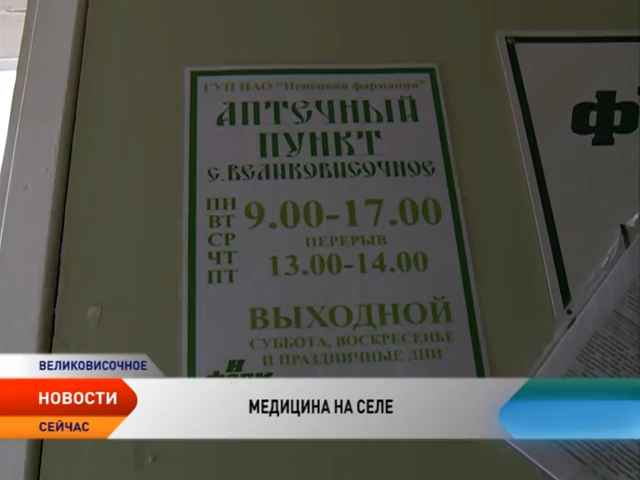 ГУП НАО "Ненецкая фармация"
АПТЕЧНЫЙ
ПУНКТ
с. ВЕЛИКОВИСОЧНОЕ
ПН
ВТ
СР
ЧТ
ПТ
9.00-17.00
ПЕРЕРЫВ
13.00-14.00
ВЫХОДНОЙ
СУББОТА, ВОСКРЕСЕНЬЕ
И ПРАЗДНИЧНЫЕ ДНИ
ВЕЛИКОВИСОЧНОЕ
НОВОСТИ
СЕЙЧАС
МЕДИЦИНА НА СЕЛЕ